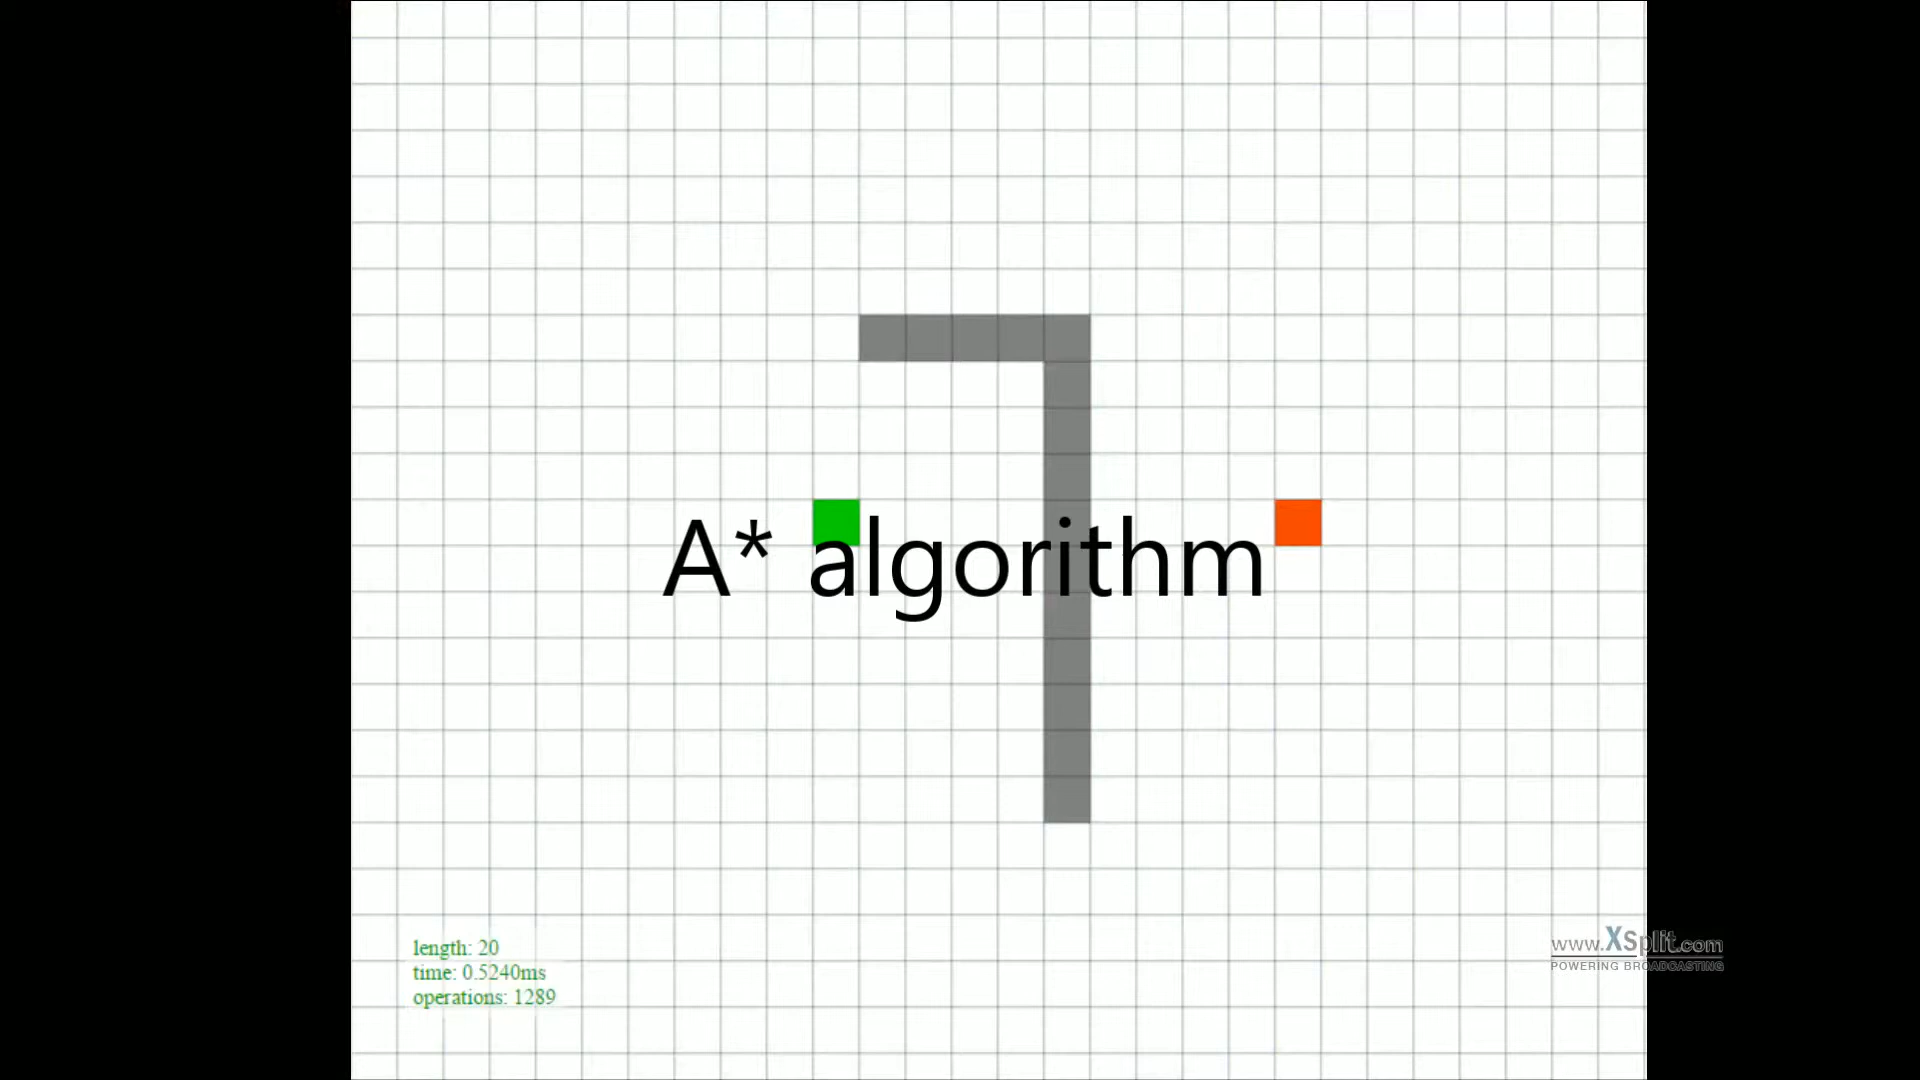 A* algorithm
length: 20
time: 0.5240ms
operations: 1289
www.XSplit.com
POWERING BROADCASTING